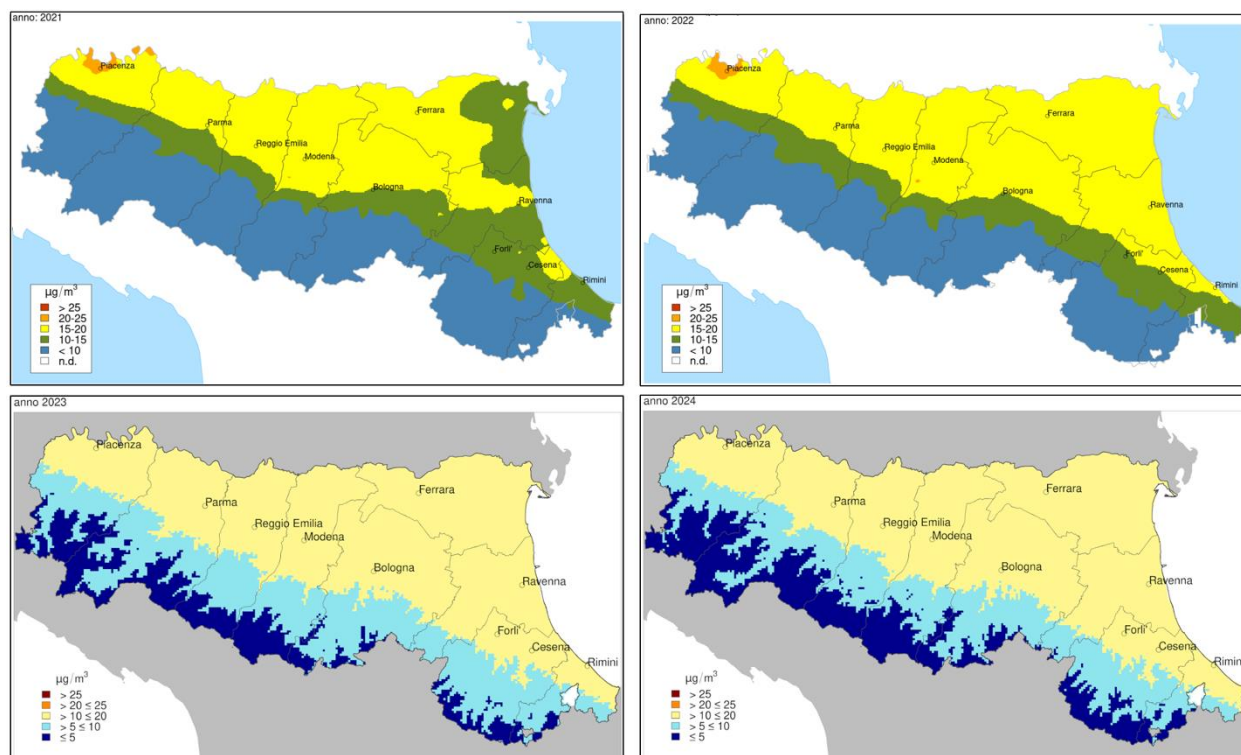 anno: 2021
Piacenza
Ferrara
Parma
Reggio Emilia
Modena
Bologna
Ravenna
Forli'
Cesena
Rimini
µg/m³
> 25
20-25
15-20
10-15
< 10
n.d.
anno: 2022
Piacenza
Ferrara
Parma
Reggio Emilia
Modena
Bologna
Ravenna
Forli'
Cesena
Rimini
µg/m³
> 25
20-25
15-20
10-15
< 10
n.d.
anno 2023
Piacenza
Ferrara
Parma
Reggio Emilia
Modena
Bologna
Ravenna
Forli'
Cesena
Rimini
µg/m³
> 25
> 20 ≤ 25
> 10 ≤ 20
> 5 ≤ 10
≤ 5
anno 2024
Piacenza
Ferrara
Parma
Reggio Emilia
Modena
Bologna
Ravenna
Forli'
Cesena
Rimini
µg/m³
> 25
> 20 ≤ 25
> 10 ≤ 20
> 5 ≤ 10
≤ 5